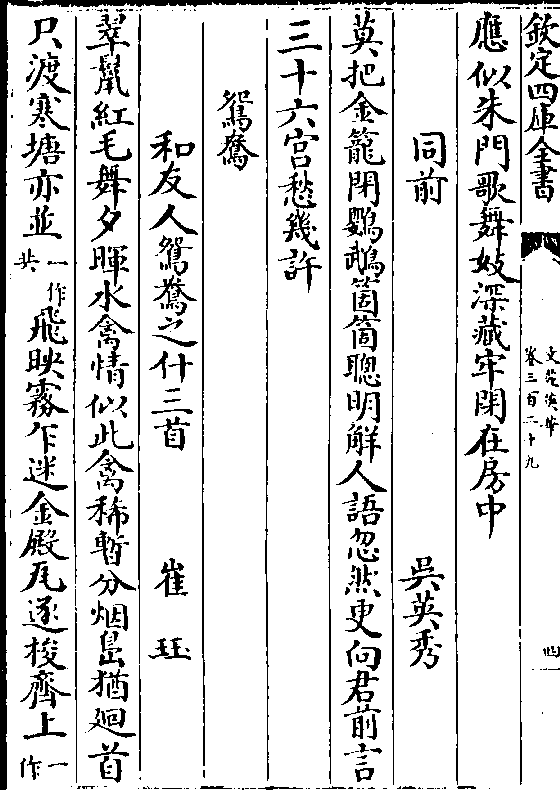 欽定四庫全書
文苑英華
卷三百二十九
四
應似朱門歌舞妓深藏牢閉在房中
同前 吳英秀
莫把金籠閉鸚鵡箇箇聰明解人語忽然更向君前言
三十六宫愁幾許
鴛鴦
和友人鴛鴦之什三首 崔珏
翠鬛紅毛舞夕暉水禽情似此禽稀暫分烟島猶廻首
只渡寒塘亦並一作共飛映霧乍迷金殿瓦逐梭齊上一作